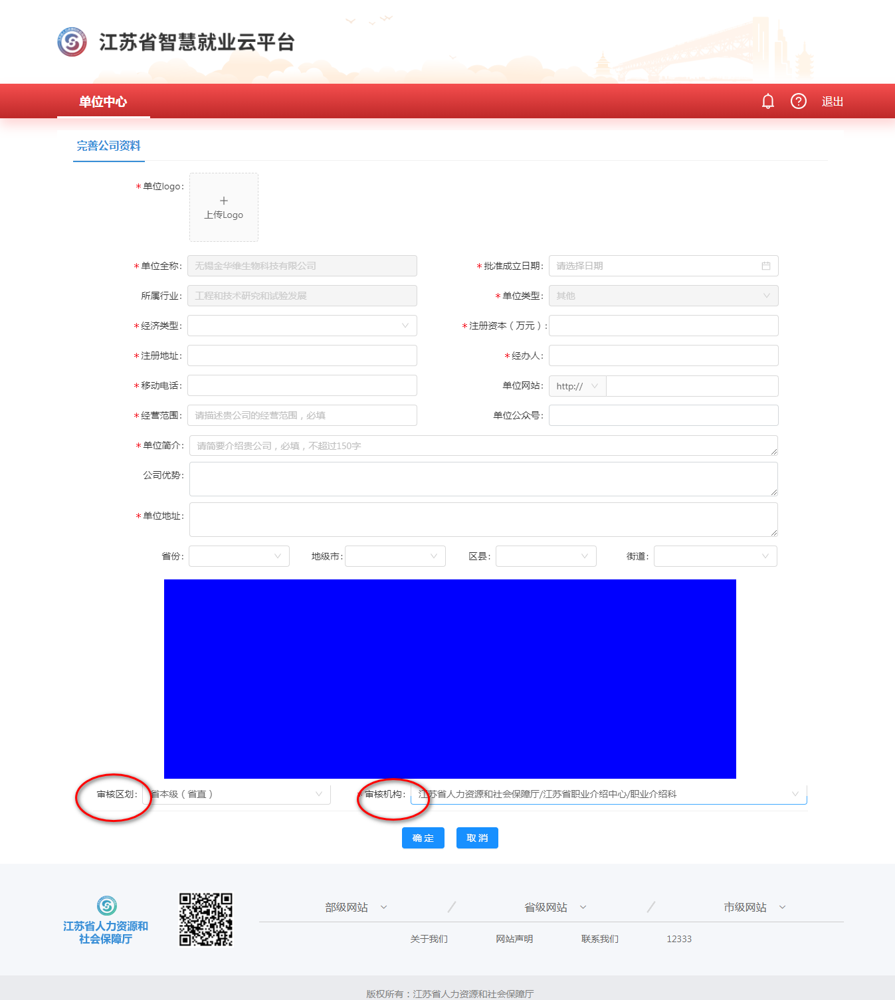 江苏省智慧就业云平台
单位中心
退出
完善公司资料
* 单位logo：
上传Logo
* 单位全称： 无锡金华维生物科技有限公司 * 批准成立日期： 请选择日期
所属行业： 工程和技术研究和试验发展 * 单位类型： 其他
* 经济类型： * 注册资本（万元）：
* 注册地址： * 经办人：
* 移动电话： 单位网站： http://
* 经营范围： 请描述贵公司的经营范围，必填 单位公众号：
* 单位简介： 请简要介绍贵公司，必填，不超过150字
公司优势：
* 单位地址：
省份： 地级市： 区县： 街道：
审核区划： 省本级（省直） * 审核机构： 江苏省人力资源和社会保障厅/江苏省职业介绍中心/职业介绍科
确 定 取 消
江苏省人力资源和
社会保障厅
部级网站 省级网站 市级网站
关于我们 网站声明 联系我们 12333
版权所有：江苏省人力资源和社会保障厅